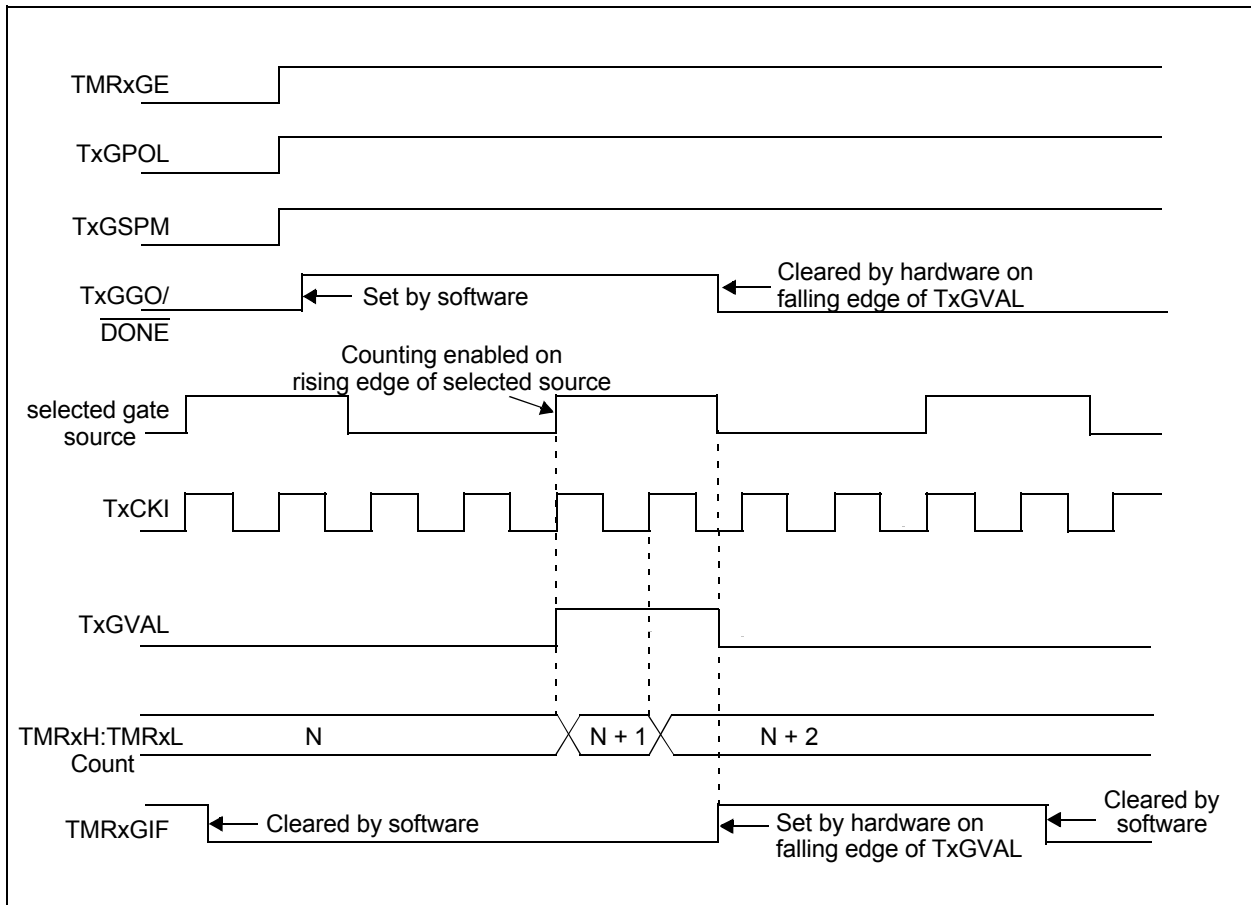 TMRxGE
TxGPOL
TxGSPM
TxGGO/
DONE
Set by software
Cleared by hardware on
falling edge of TxGVAL
Counting enabled on
rising edge of selected source
selected gate
source
TxCKI
TxGVAL
TMRxH:TMRxL
Count
N
N + 1
N + 2
TMRxGIF
Cleared by software
Set by hardware on
falling edge of TxGVAL
Cleared by
software